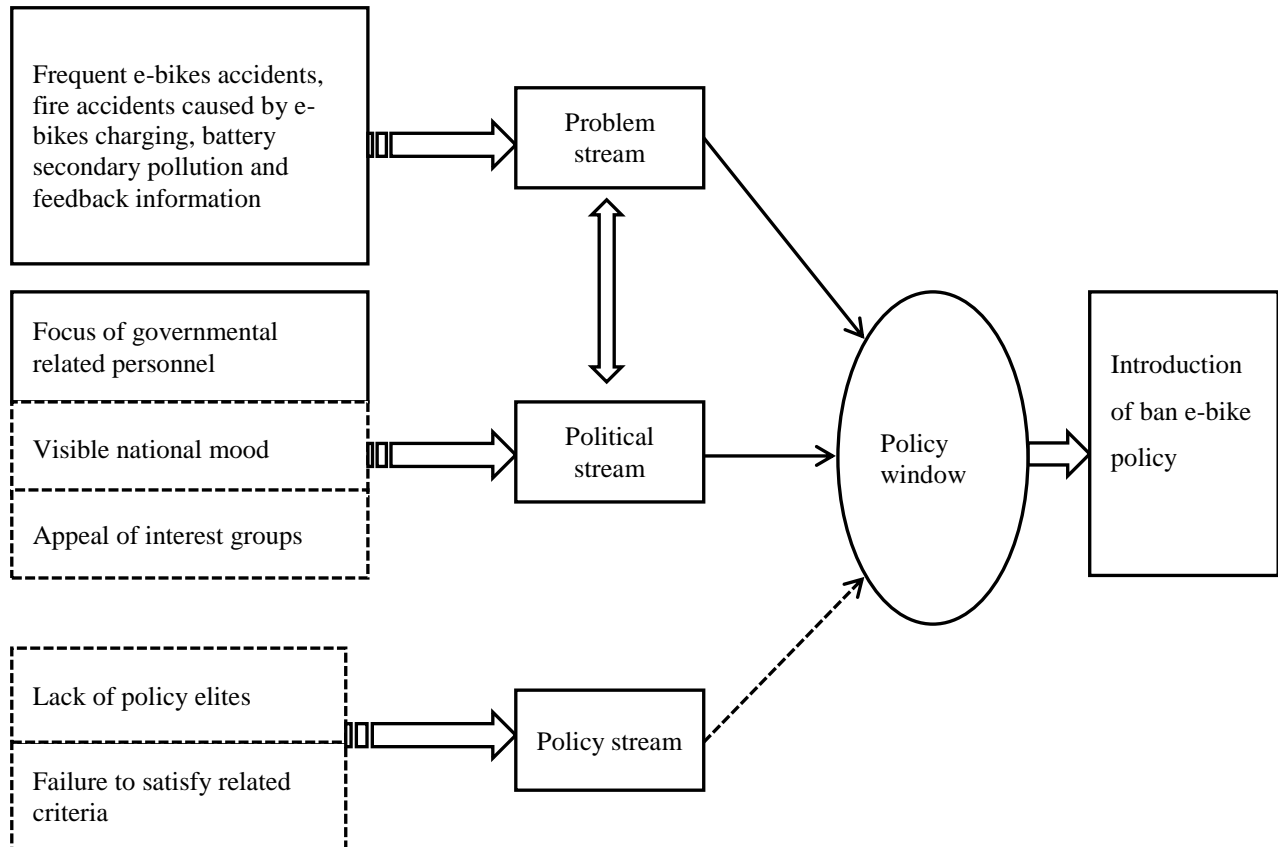 Frequent e-bikes accidents,
fire accidents caused by e-
bikes charging, battery
secondary pollution and
feedback information
Problem
stream
Focus of governmental
related personnel
Visible national mood
Appeal of interest groups
Political
stream
Policy
window
Introduction
of ban e-bike
policy
Lack of policy elites
Failure to satisfy related
criteria
Policy stream